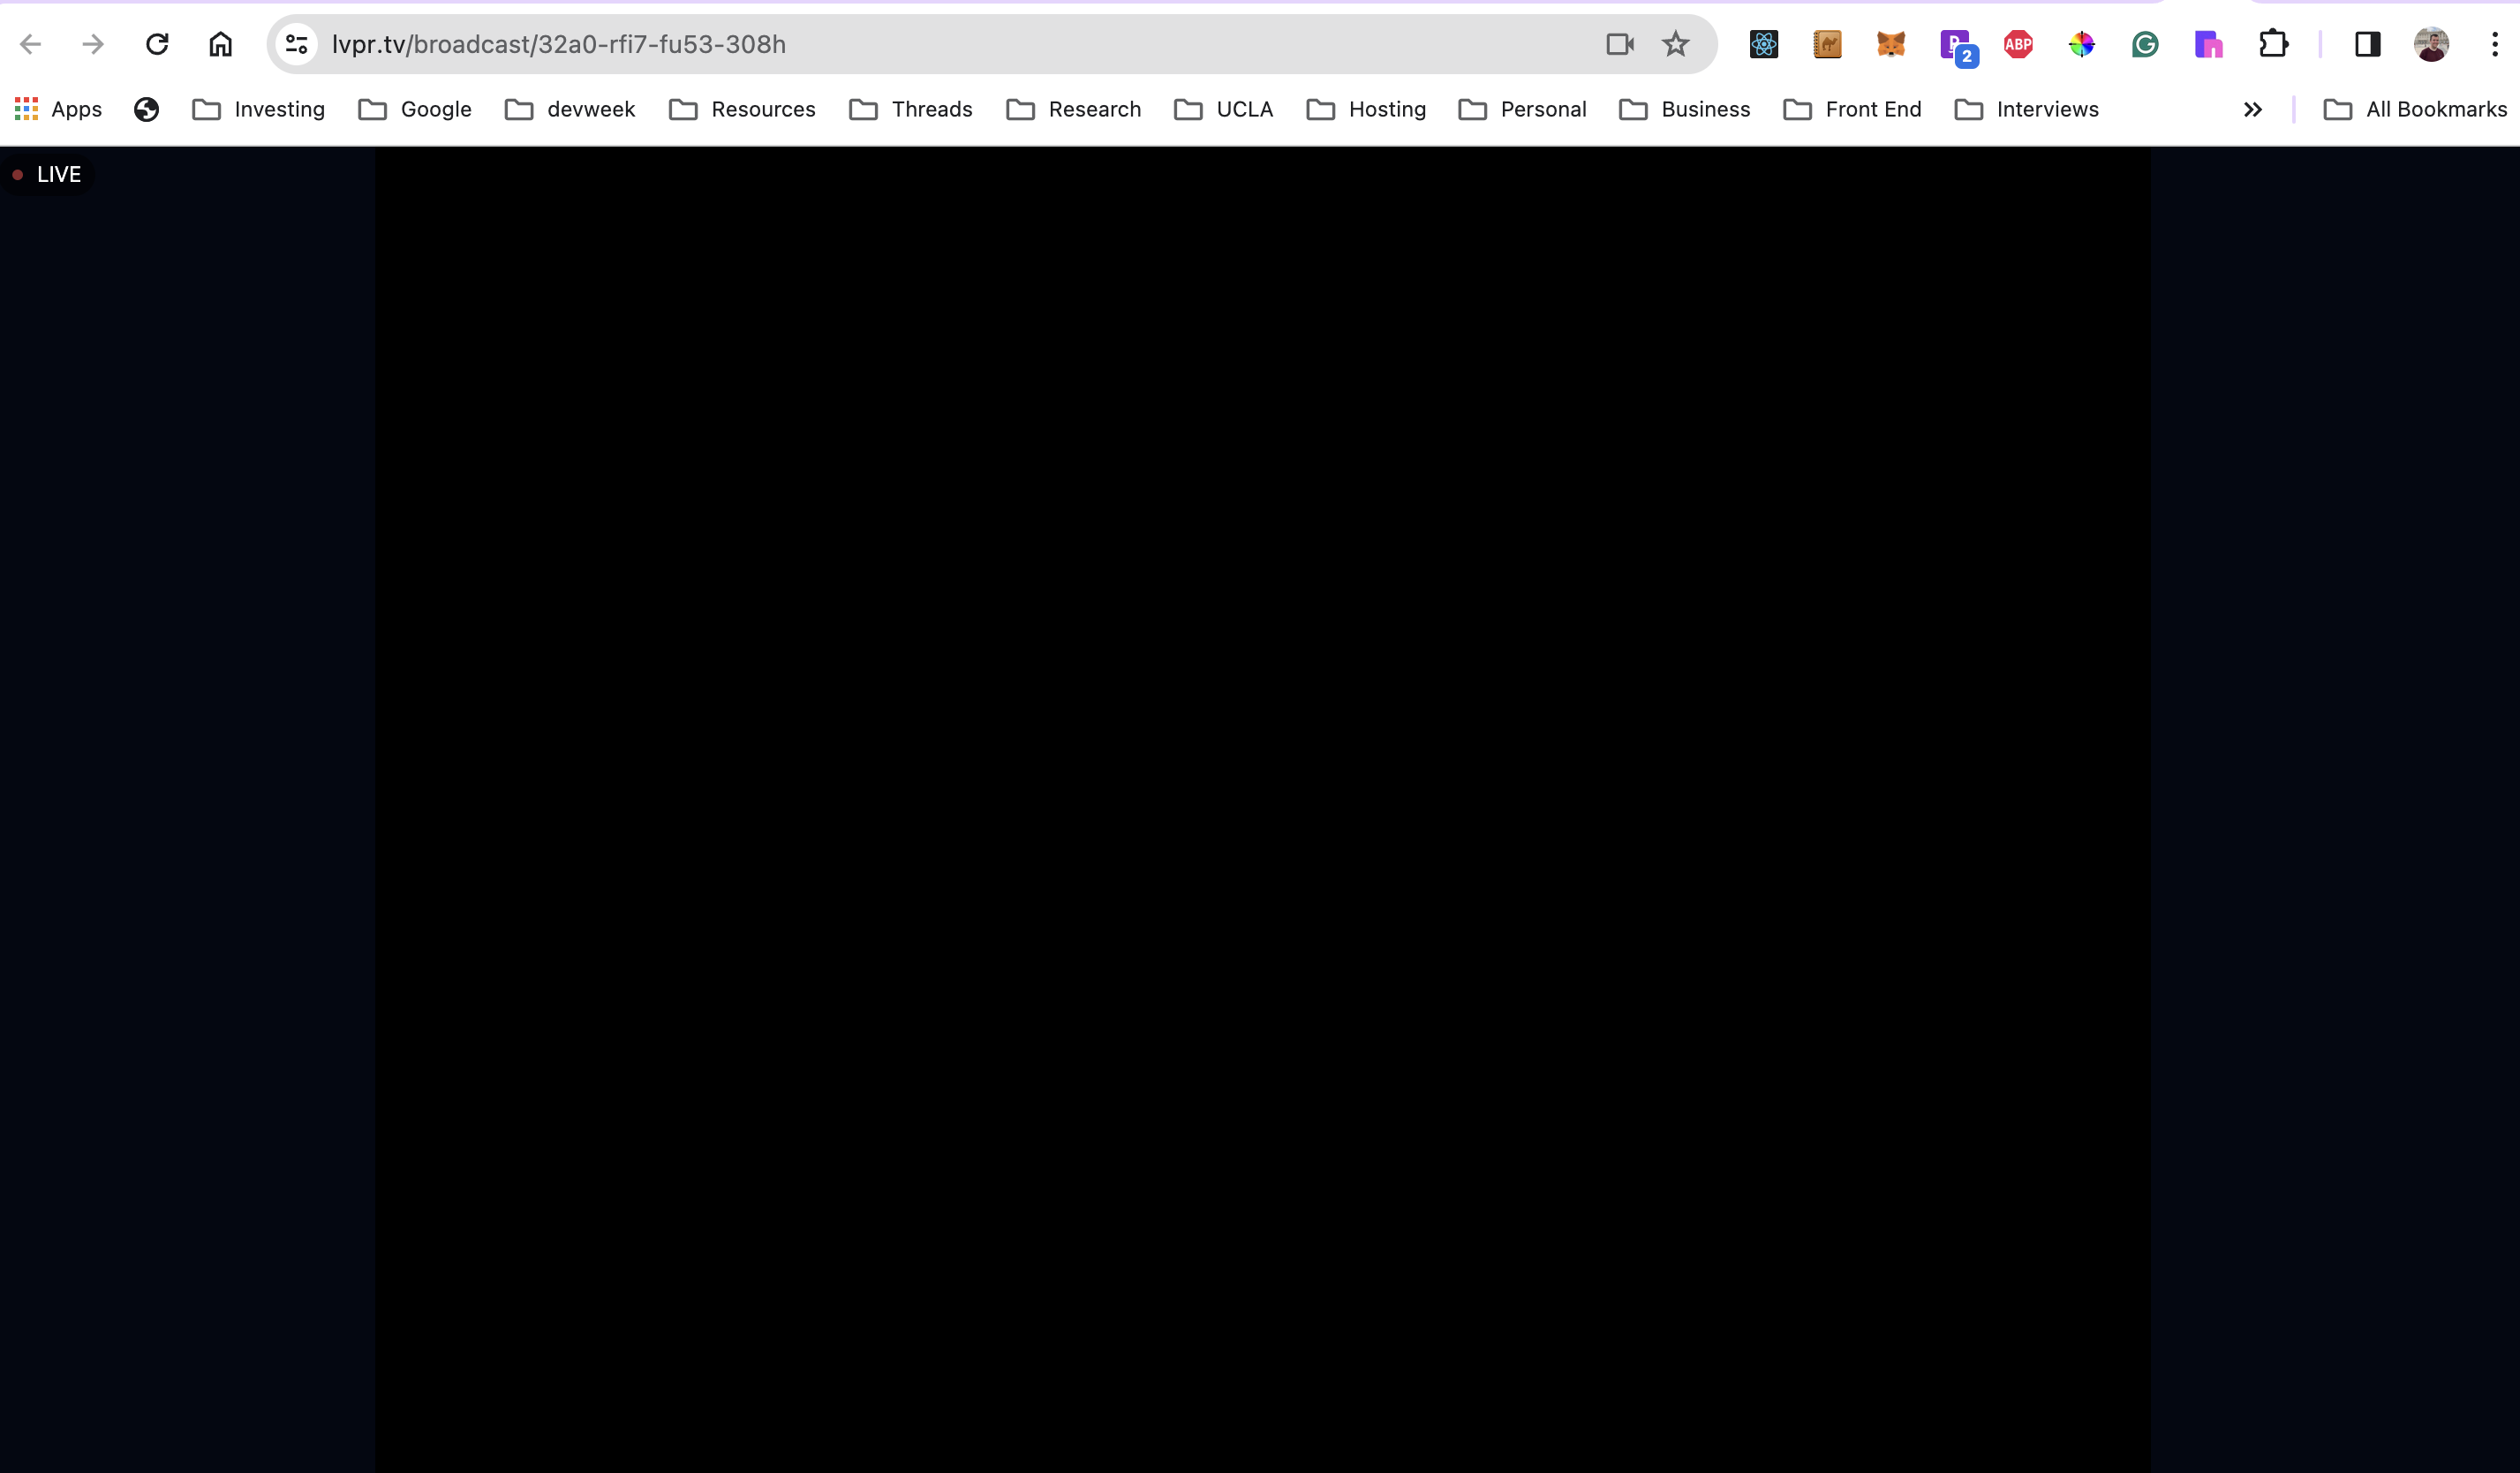 lvpr.tv/broadcast/32a0-rfi7-fu53-308h
2
ABP
Apps Investing Google devweek Resources Threads Research UCLA Hosting Personal Business Front End Interviews All Bookmarks
LIVE